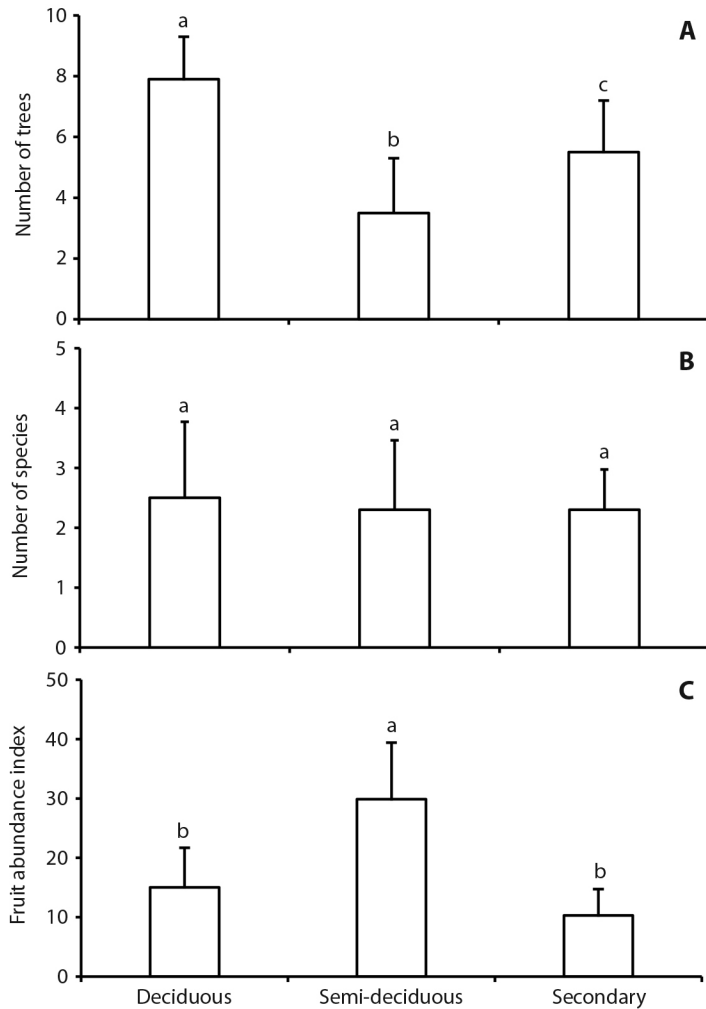 A
Number of trees
10
8
6
4
2
0
a
b
c
B
Number of species
5
4
3
2
1
0
a
a
a
C
Fruit abundance index
50
40
30
20
10
0
b
a
b
Deciduous Semi-deciduous Secondary